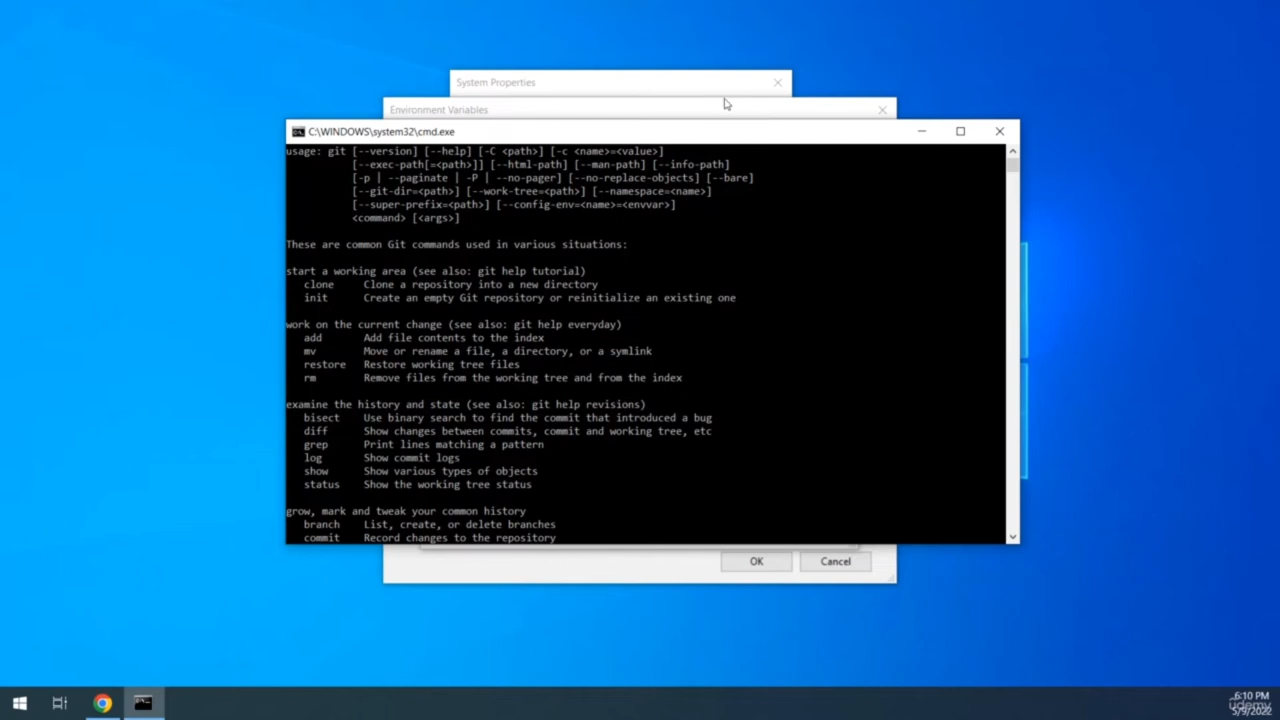 System Properties
Environment Variables
C:\WINDOWS\system32\cmd.exe
usage: git [--version] [--help] [-C <path>] [-c <name>=<value>]
[--exec-path[=<path>]] [--html-path] [--man-path] [--info-path]
[-p | --paginate | -P | --no-pager] [--no-replace-objects] [--bare]
[--git-dir=<path>] [--work-tree=<path>] [--namespace=<name>]
[--super-prefix=<path>] [--config-env=<name>=<envvar>]
<command> [<args>]
These are common Git commands used in various situations:
start a working area (see also: git help tutorial)
clone Clone a repository into a new directory
init Create an empty Git repository or reinitialize an existing one
work on the current change (see also: git help everyday)
add Add file contents to the index
mv Move or rename a file, a directory, or a symlink
restore Restore working tree files
rm Remove files from the working tree and from the index
examine the history and state (see also: git help revisions)
bisect Use binary search to find the commit that introduced a bug
diff Show changes between commits, commit and working tree, etc
grep Print lines matching a pattern
log Show commit logs
show Show various types of objects
status Show the working tree status
grow, mark and tweak your common history
branch List, create, or delete branches
commit Record changes to the repository
OK Cancel
6:10 PM
udemy
5/9/2022